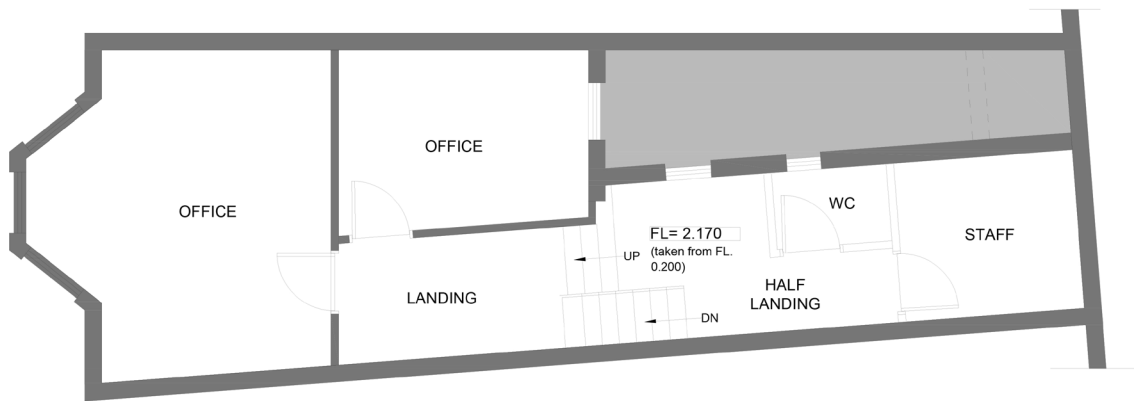 OFFICE
OFFICE
WC
FL= 2.170
(taken from FL.
0.200)
STAFF
UP
HALF
LANDING
LANDING
DN